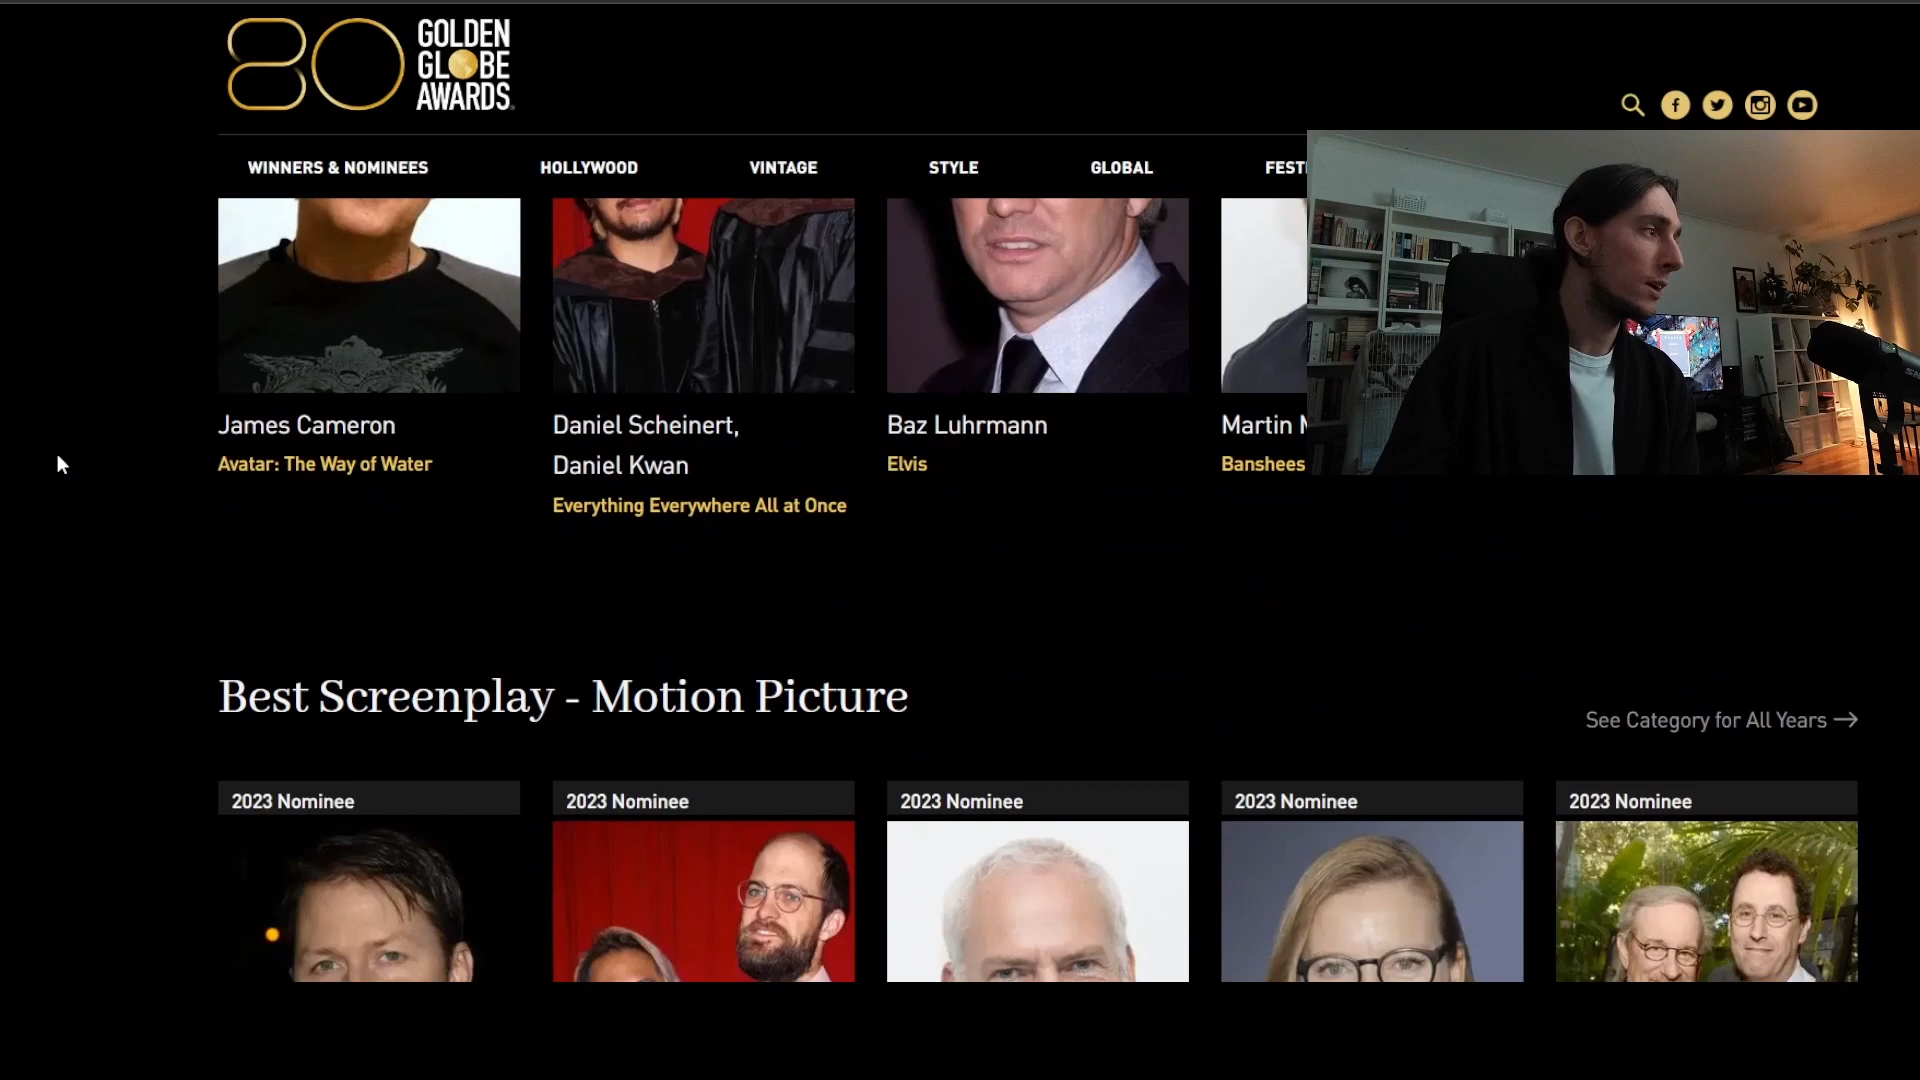 80
GOLDEN
GLOBE
AWARDS
WINNERS & NOMINEES HOLLYWOOD VINTAGE STYLE GLOBAL
James Cameron
Avatar: The Way of Water
Daniel Scheinert,
Daniel Kwan
Everything Everywhere All at Once
Baz Luhrmann
Elvis
Martin
Banshees
Best Screenplay - Motion Picture
See Category for All Years
2023 Nominee
2023 Nominee
2023 Nominee
2023 Nominee
2023 Nominee